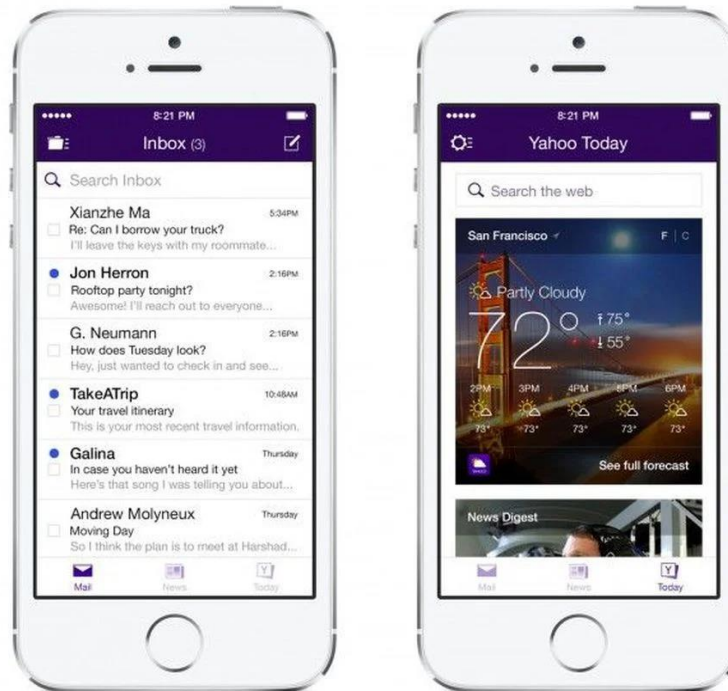 8:21 PM
Inbox (3)
Search Inbox
Xianzhe Ma 5:34PM
Re: Can I borrow your truck?
I'll leave the keys with my roommate...
Jon Herron 2:16PM
Rooftop party tonight?
Awesome! I'll reach out to everyone...
G. Neumann 2:16PM
How does Tuesday look?
Hey, just wanted to check in and see...
TakeATrip 10:48AM
Your travel itinerary
This is your most recent travel information.
Galina Thursday
In case you haven't heard it yet
Here's that song I was telling you about...
Andrew Molyneux Thursday
Moving Day
So I think the plan is to meet at Harshad...
Mail News Today
8:21 PM
Yahoo Today
Search the web
San Francisco F | C
Partly Cloudy
72° 75°
55°
2PM 3PM 4PM 5PM 6PM
73° 73° 73° 73° 73°
See full forecast
News Digest
Mail News Today